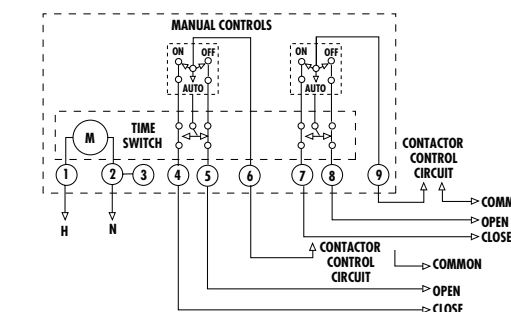 MANUAL CONTROLS
ON OFF
ON OFF
AUTO
AUTO
M
TIME
SWITCH
1 2 3 4 5 6 7 8 9
CONTACTOR
CONTROL
CIRCUIT
COMM
OPEN
CLOSE
H
N
CONTACTOR
CONTROL
CIRCUIT
COMMON
OPEN
CLOSE